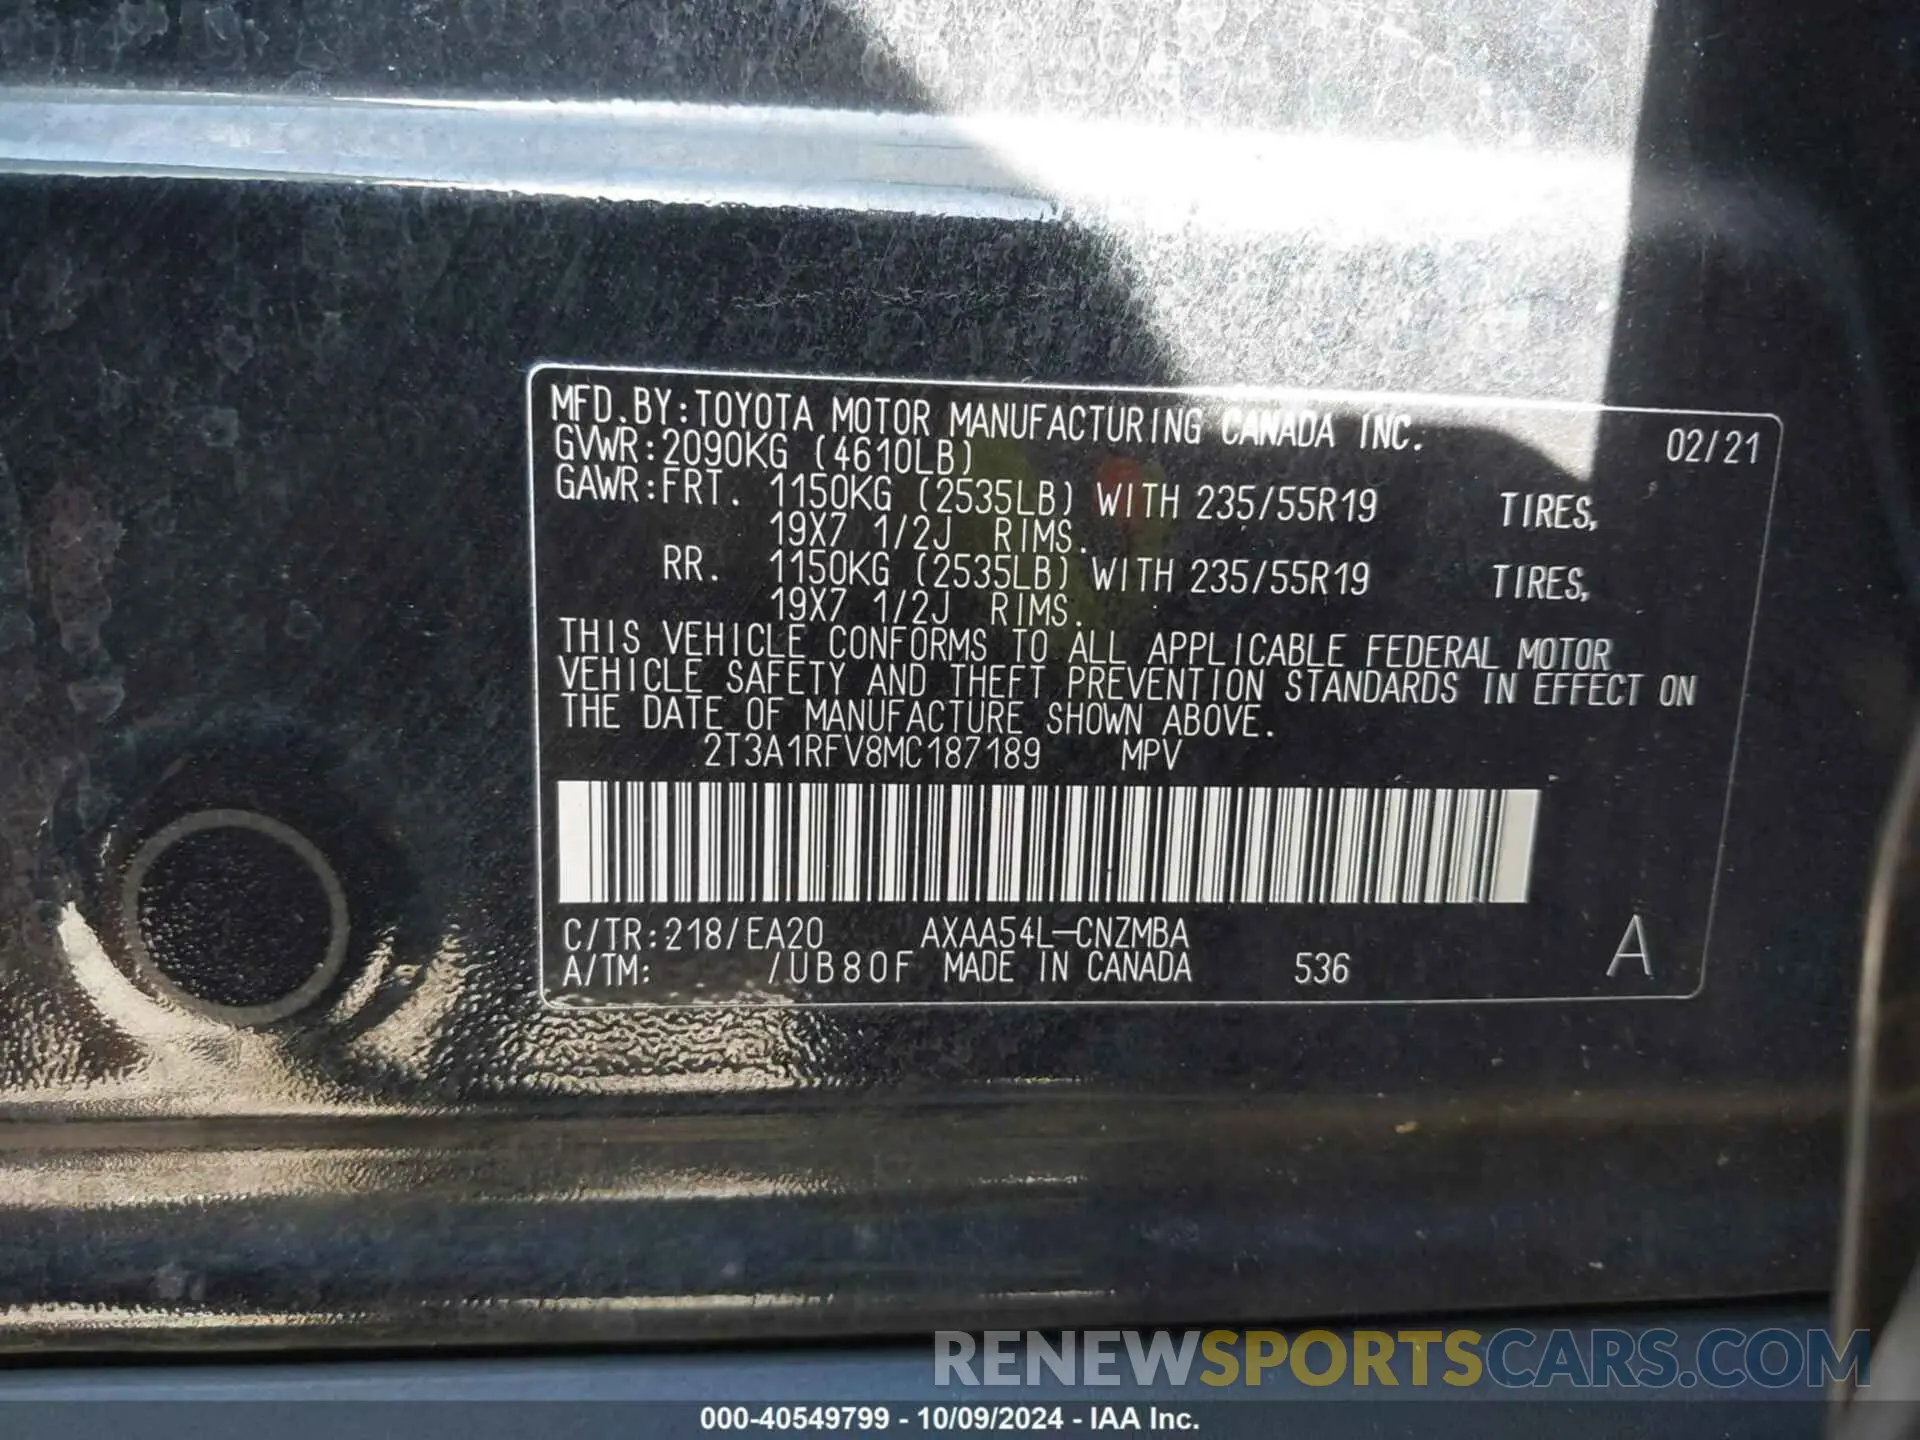 MFD.BY:TOYOTA MOTOR MANUFACTURING CANADA INC. 02/21
GVWR:2090KG (4610LB)
GAWR:FRT. 1150KG (2535LB) WITH 235/55R19 TIRES,
19X7 1/2J RIMS.
RR. 1150KG (2535LB) WITH 235/55R19 TIRES,
19X7 1/2J RIMS.
THIS VEHICLE CONFORMS TO ALL APPLICABLE FEDERAL MOTOR
VEHICLE SAFETY AND THEFT PREVENTION STANDARDS IN EFFECT ON
THE DATE OF MANUFACTURE SHOWN ABOVE.
2T3A1RFV8MC187189 MPV
C/TR:218/EA20 AXAA54L-CNZMBA
A/TM: /UB80F MADE IN CANADA 536 A
RENEWSPORTSCARS.COM
000-40549799 - 10/09/2024 - IAA Inc.